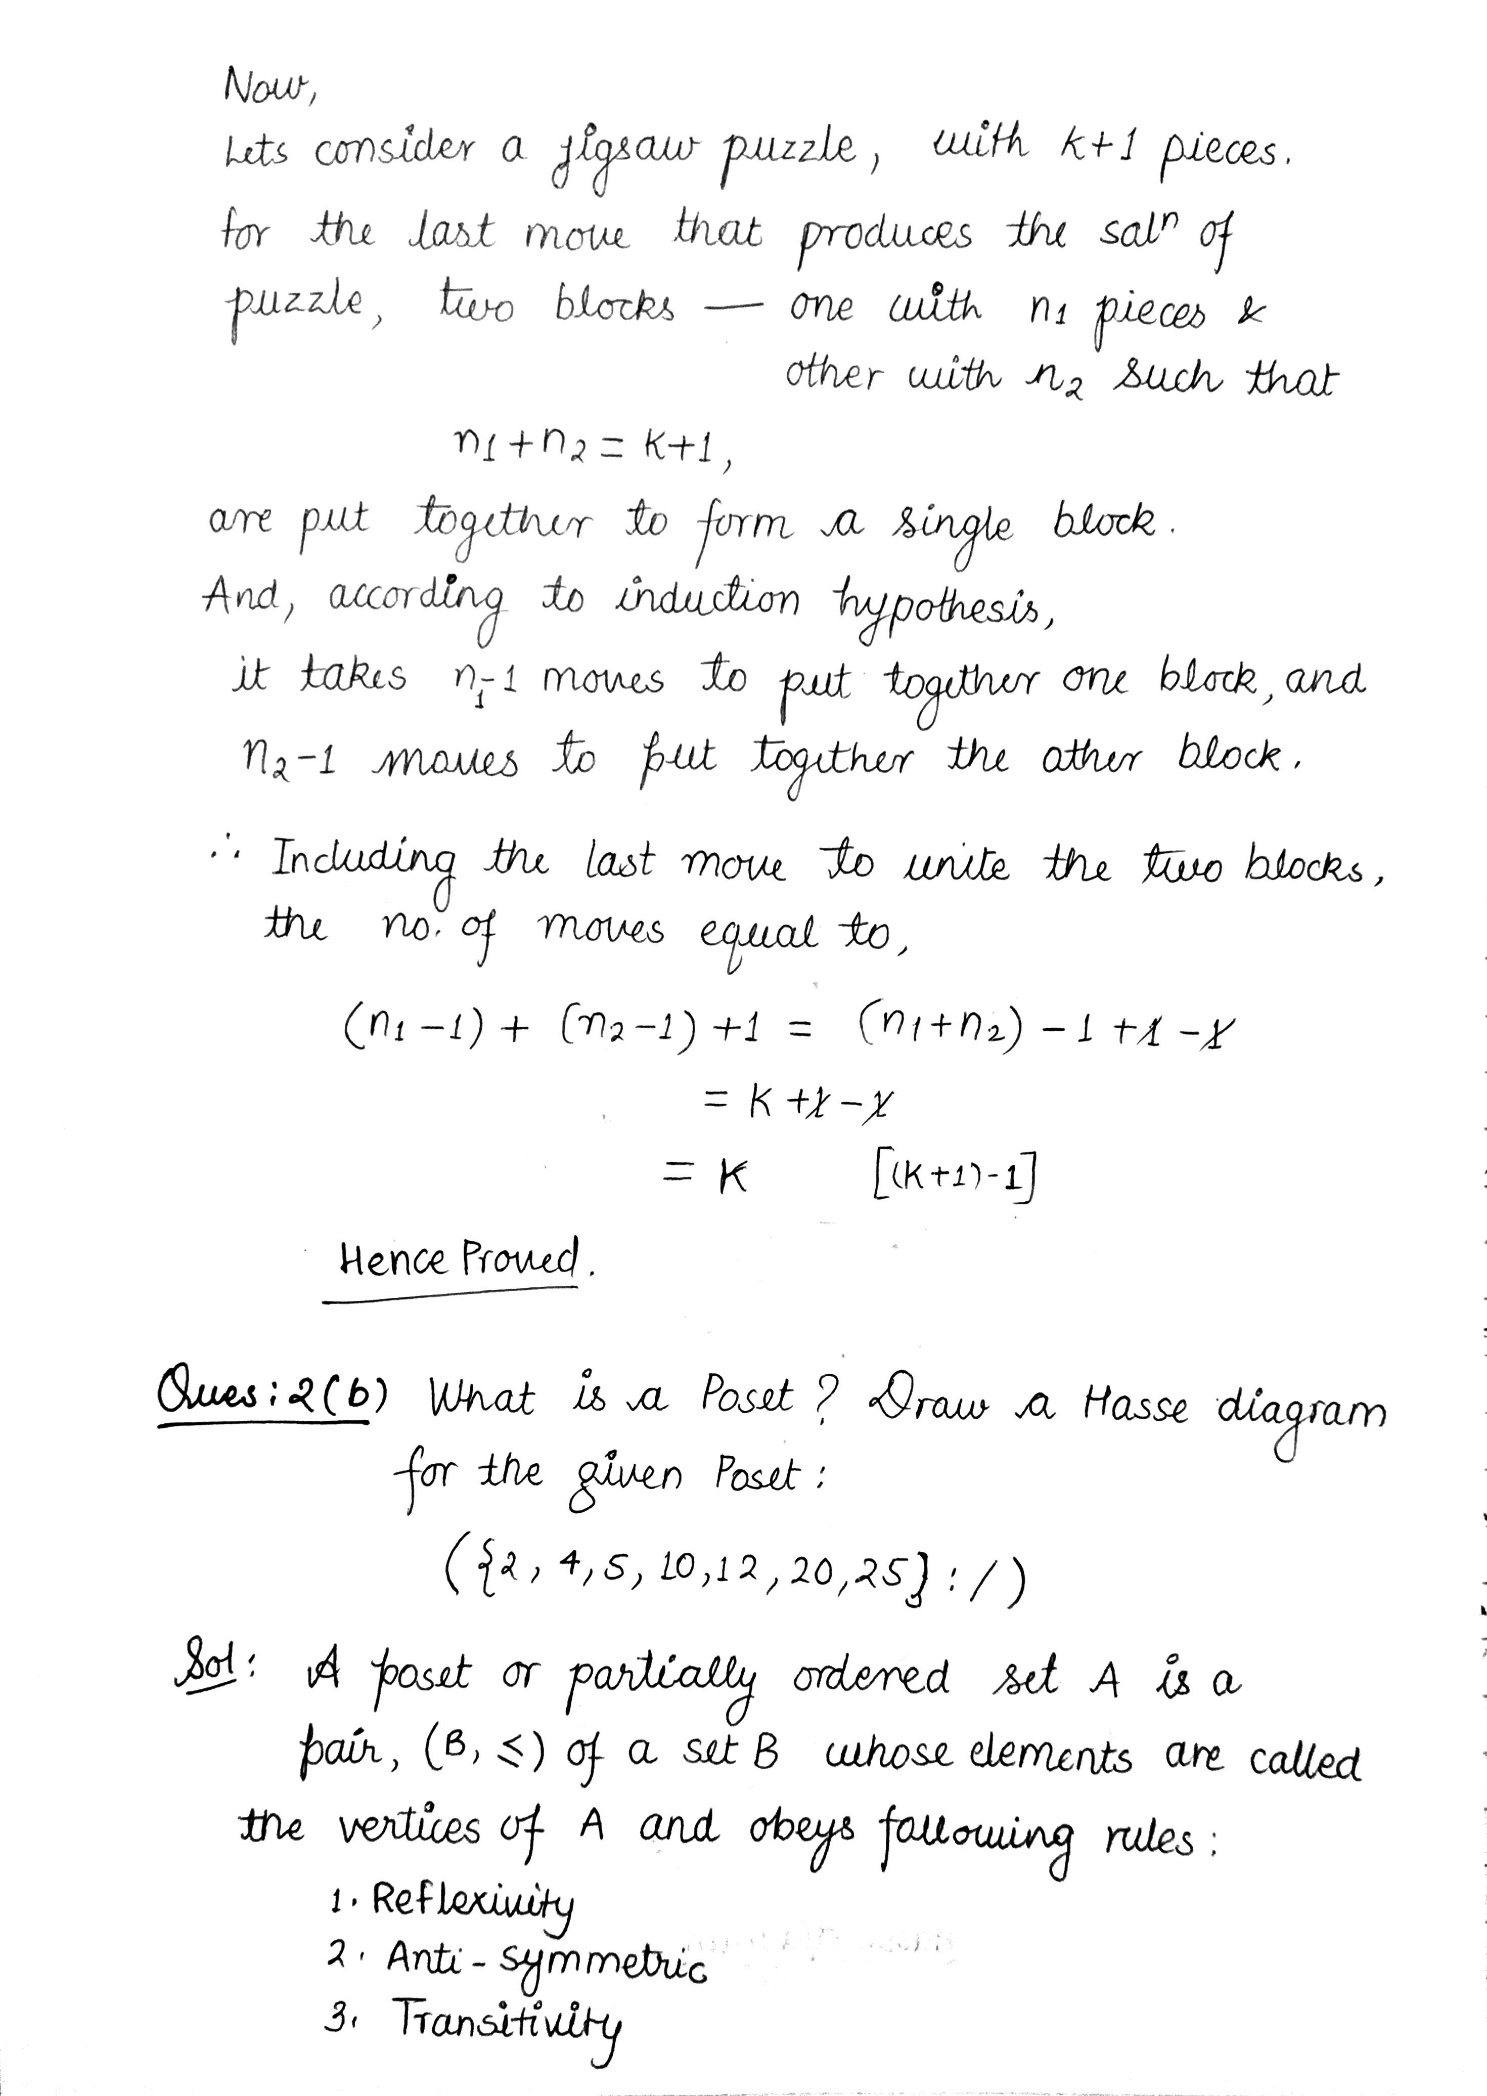 Now,
Lets consider a jigsaw puzzle, with k+1 pieces.
for the last move that produces the salⁿ of
puzzle, two blocks — one with n₁ pieces &
other with n₂ such that
n₁+n₂ = k+1,
are put together to form a single block.
And, according to induction hypothesis,
it takes n₁-1 moves to put together one block, and
n₂-1 moves to put together the other block.
∴ Including the last move to unite the two blocks,
the no. of moves equal to,
(n₁-1) + (n₂-1) +1 = (n₁+n₂) -1 +1 -1
= K +1 -1
= K [(K+1)-1]
Hence Proved.
Ques: 2(b) What is a Poset? Draw a Hasse diagram
for the given Poset:
({2, 4, 5, 10, 12, 20, 25} : /)
Sol: A poset or partially ordered set A is a
pair, (B, ≤) of a set B whose elements are called
the vertices of A and obeys following rules:
1. Reflexivity
2. Anti-symmetric
3. Transitivity